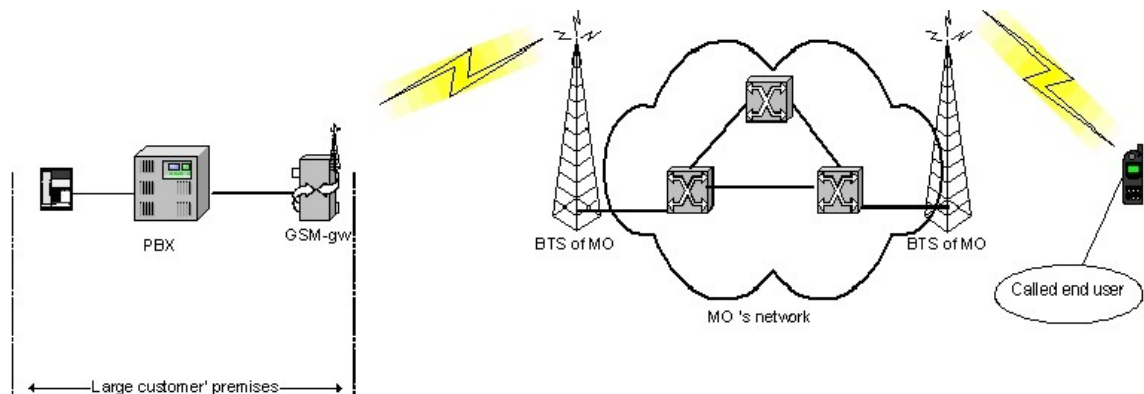 PBX
GSM-gw
BTS of MO
BTS of MO
Called end user
MO 's network
Large customer' premises